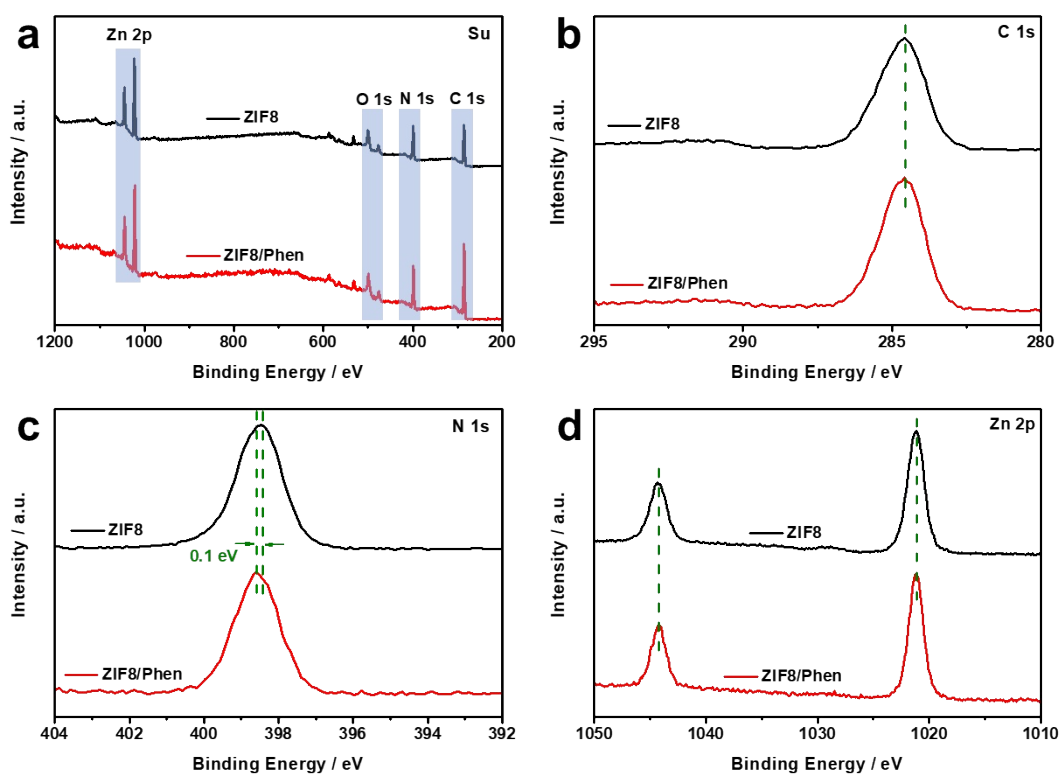 a
Su
Zn 2p
O 1s N 1s C 1s
ZIF8
ZIF8/Phen
Intensity / a.u.
1200 1000 800 600 400 200
Binding Energy / eV
b
C 1s
ZIF8
ZIF8/Phen
Intensity / a.u.
295 290 285 280
Binding Energy / eV
c
N 1s
ZIF8
0.1 eV
ZIF8/Phen
Intensity / a.u.
404 402 400 398 396 394 392
Binding Energy / eV
d
Zn 2p
ZIF8
ZIF8/Phen
Intensity / a.u.
1050 1040 1030 1020 1010
Binding Energy / eV